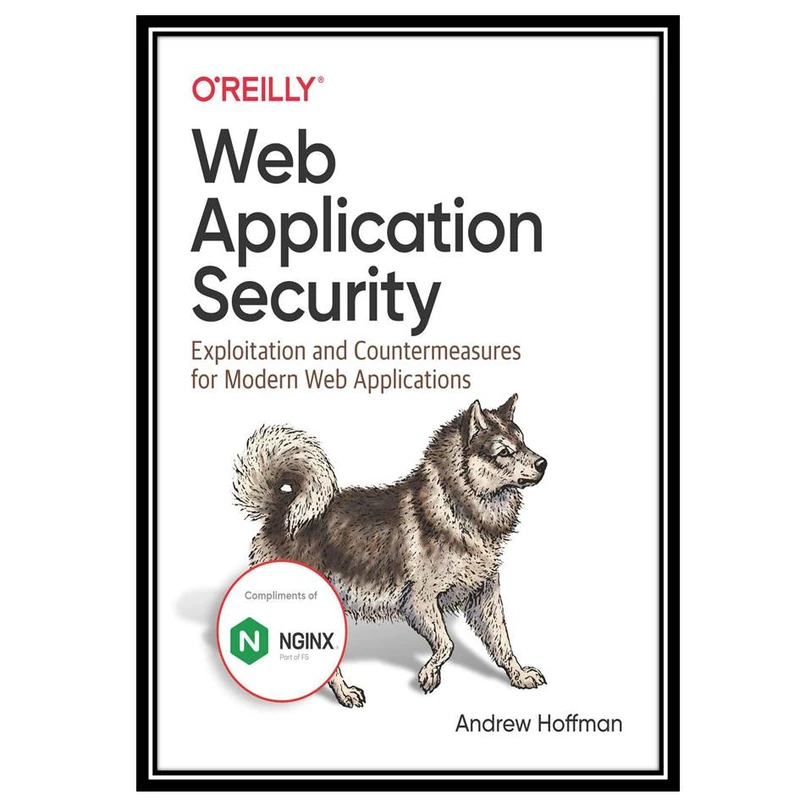 O'REILLY®
Web
Application
Security
Exploitation and Countermeasures
for Modern Web Applications
Compliments of
N
NGINX
Part of F5
Andrew Hoffman